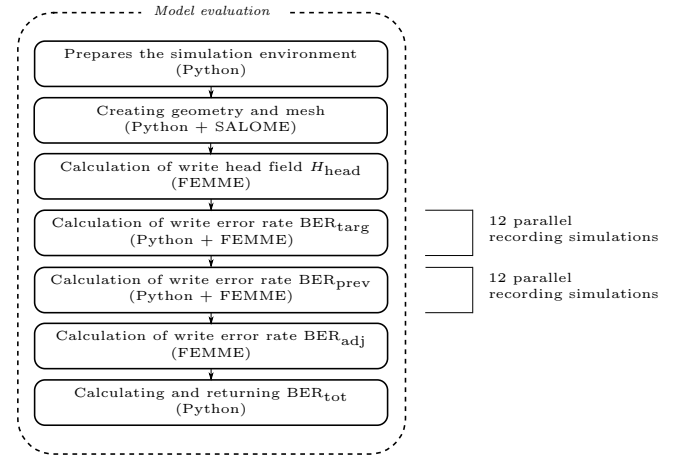 Model evaluation
Prepares the simulation environment
(Python)
Creating geometry and mesh
(Python + SALOME)
Calculation of write head field H_head
(FEMME)
Calculation of write error rate BER_targ
(Python + FEMME)
12 parallel
recording simulations
Calculation of write error rate BER_prev
(Python + FEMME)
12 parallel
recording simulations
Calculation of write error rate BER_adj
(FEMME)
Calculating and returning BER_tot
(Python)